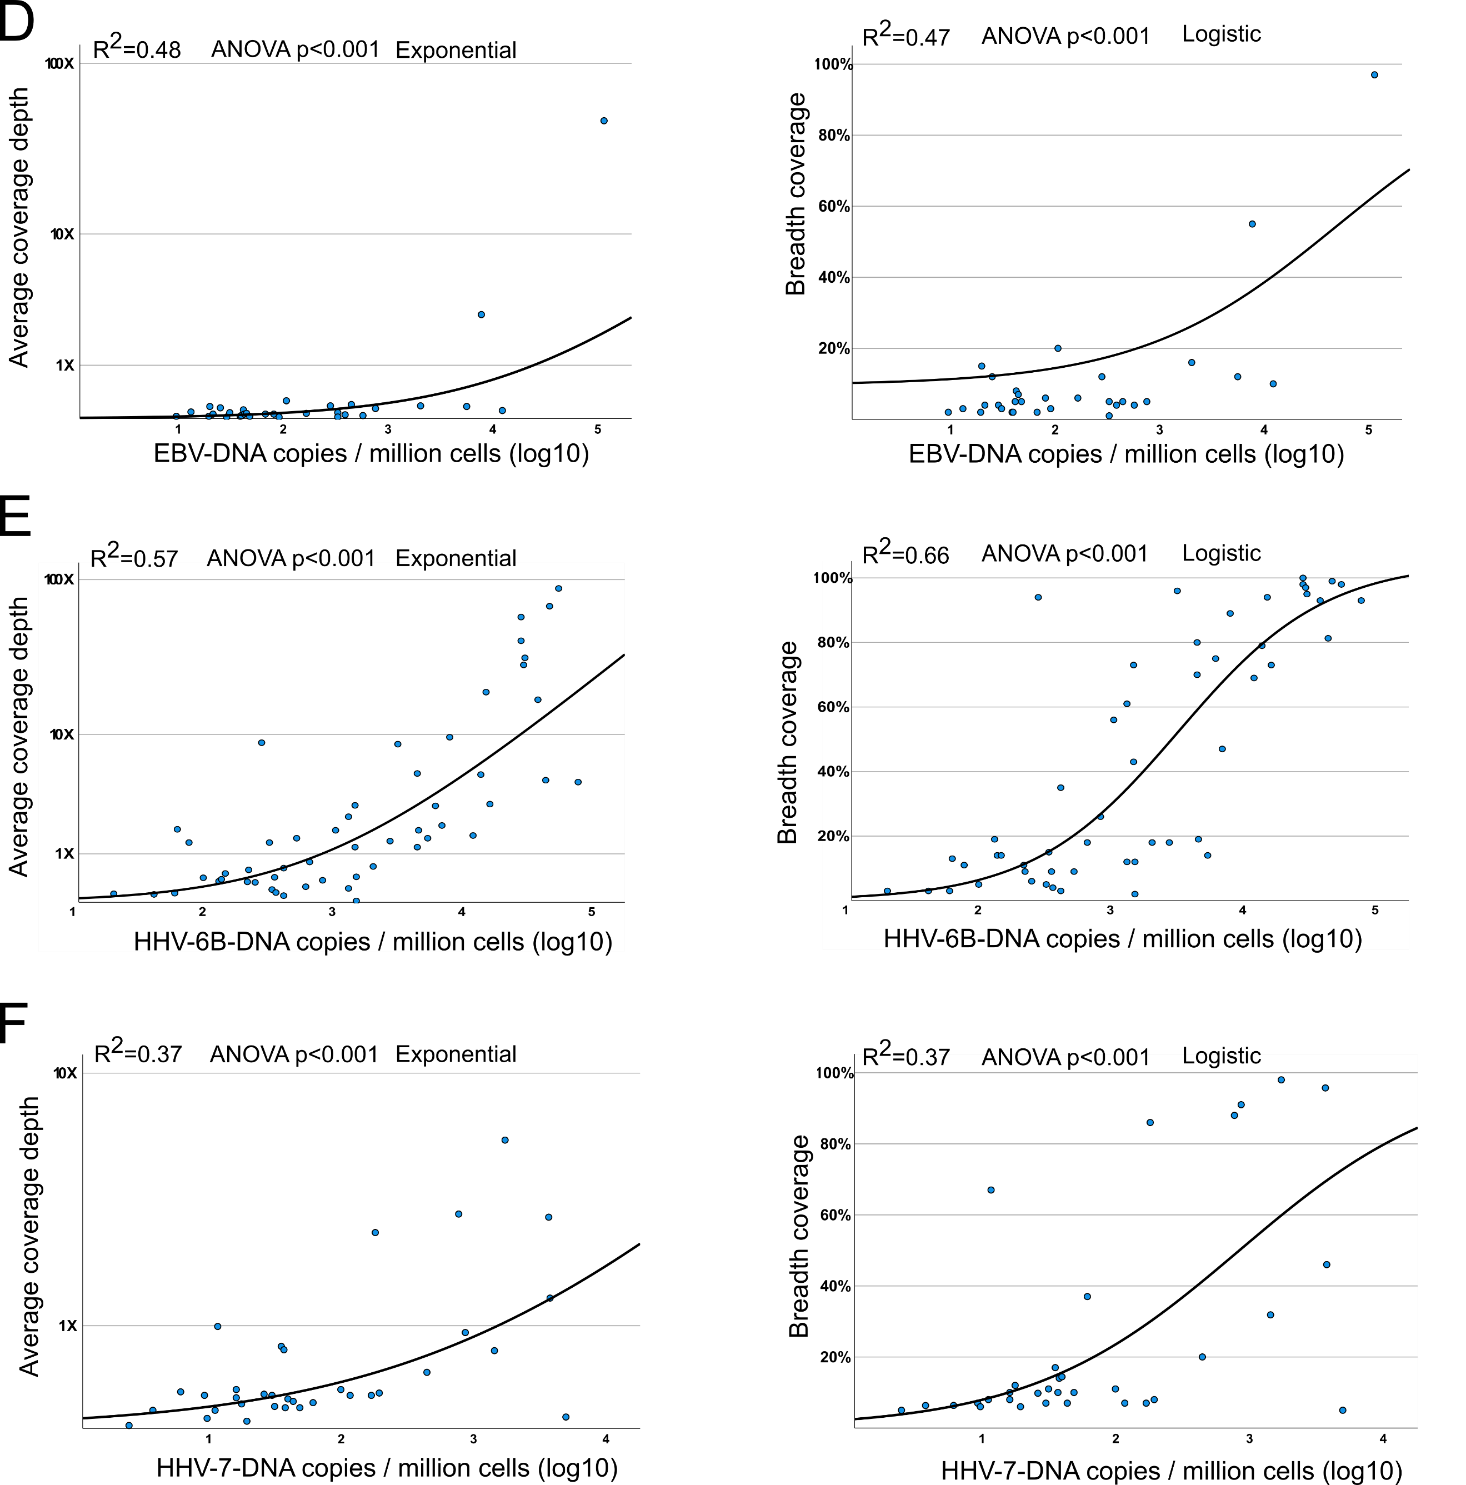 D
R2=0.48 ANOVA p<0.001 Exponential
100X
10X
1X
Average coverage depth
1 2 3 4 5
EBV-DNA copies / million cells (log10)
R2=0.47 ANOVA p<0.001 Logistic
100%
80%
60%
40%
20%
Breadth coverage
1 2 3 4 5
EBV-DNA copies / million cells (log10)
E
R2=0.57 ANOVA p<0.001 Exponential
100X
10X
1X
Average coverage depth
1 2 3 4 5
HHV-6B-DNA copies / million cells (log10)
R2=0.66 ANOVA p<0.001 Logistic
100%
80%
60%
40%
20%
Breadth coverage
1 2 3 4 5
HHV-6B-DNA copies / million cells (log10)
F
R2=0.37 ANOVA p<0.001 Exponential
10X
1X
Average coverage depth
1 2 3 4
HHV-7-DNA copies / million cells (log10)
R2=0.37 ANOVA p<0.001 Logistic
100%
80%
60%
40%
20%
Breadth coverage
1 2 3 4
HHV-7-DNA copies / million cells (log10)